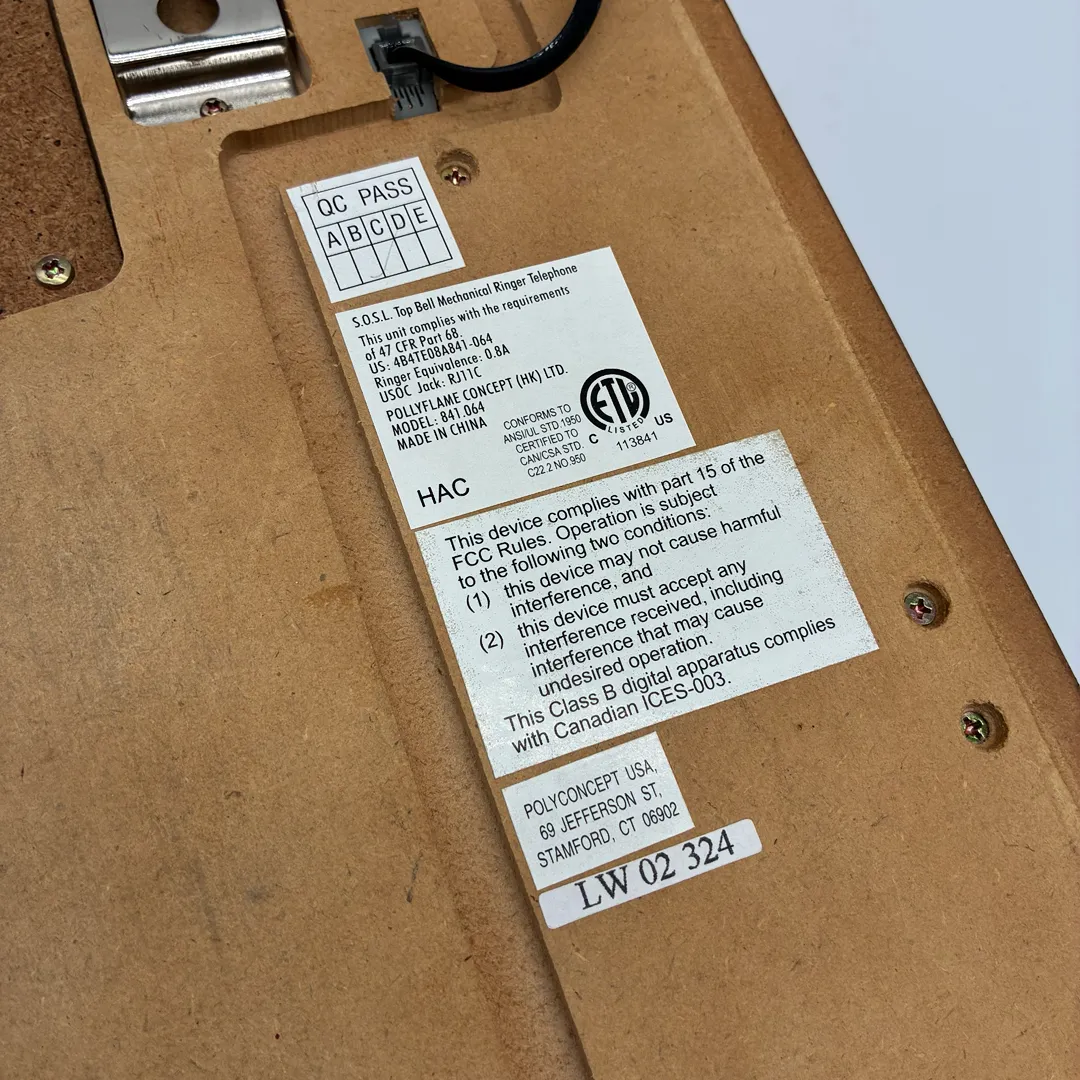 QC PASS
A B C D E
S.O.S.L. Top Bell Mechanical Ringer Telephone
This unit complies with the requirements
of 47 CFR Part 68.
US: 4B4TE08A841-064
Ringer Equivalence: 0.8A
USOC Jack: RJ11C
POLLYFLAME CONCEPT (HK) LTD.
MODEL: 841.064
MADE IN CHINA
CONFORMS TO
ANSI/UL STD.1950
CERTIFIED TO
CAN/CSA STD.
C22.2 NO.950
ETL ®
LISTED
C US
113841
HAC
This device complies with part 15 of the
FCC Rules. Operation is subject
to the following two conditions:
(1) this device may not cause harmful
interference, and
(2) this device must accept any
interference received, including
interference that may cause
undesired operation.
This Class B digital apparatus complies
with Canadian ICES-003.
POLYCONCEPT USA,
69 JEFFERSON ST,
STAMFORD, CT 06902
LW 02 324